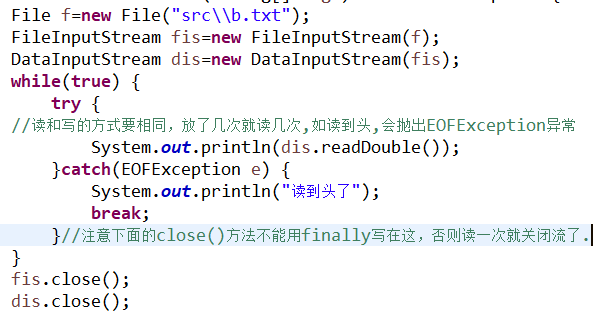 File f=new File("src\\b.txt");
FileInputStream fis=new FileInputStream(f);
DataInputStream dis=new DataInputStream(fis);
while(true) {
try {
//读和写的方式要相同，放了几次就读几次,如读到头,会抛出EOFException异常
System.out.println(dis.readDouble());
}catch(EOFException e) {
System.out.println("读到头了");
break;
}//注意下面的close()方法不能用finally写在这，否则读一次就关闭流了.
}
fis.close();
dis.close();